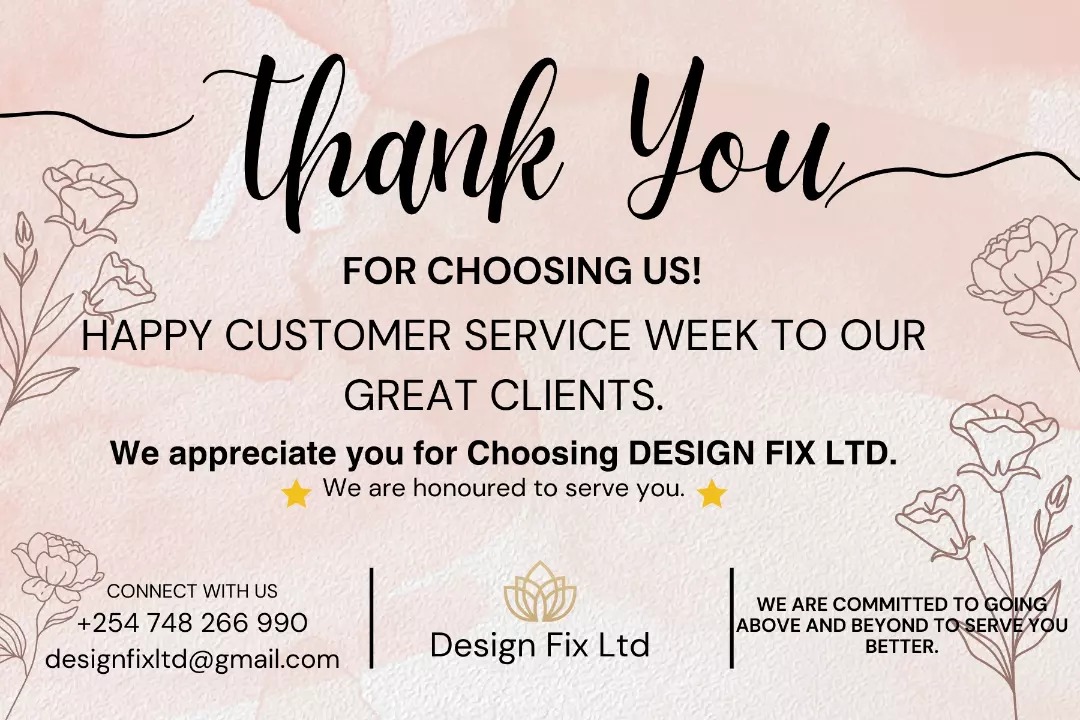 Thank You
FOR CHOOSING US!
HAPPY CUSTOMER SERVICE WEEK TO OUR
GREAT CLIENTS.
We appreciate you for Choosing DESIGN FIX LTD.
We are honoured to serve you.
CONNECT WITH US
+254 748 266 990
designfixltd@gmail.com
Design Fix Ltd
WE ARE COMMITTED TO GOING
ABOVE AND BEYOND TO SERVE YOU
BETTER.